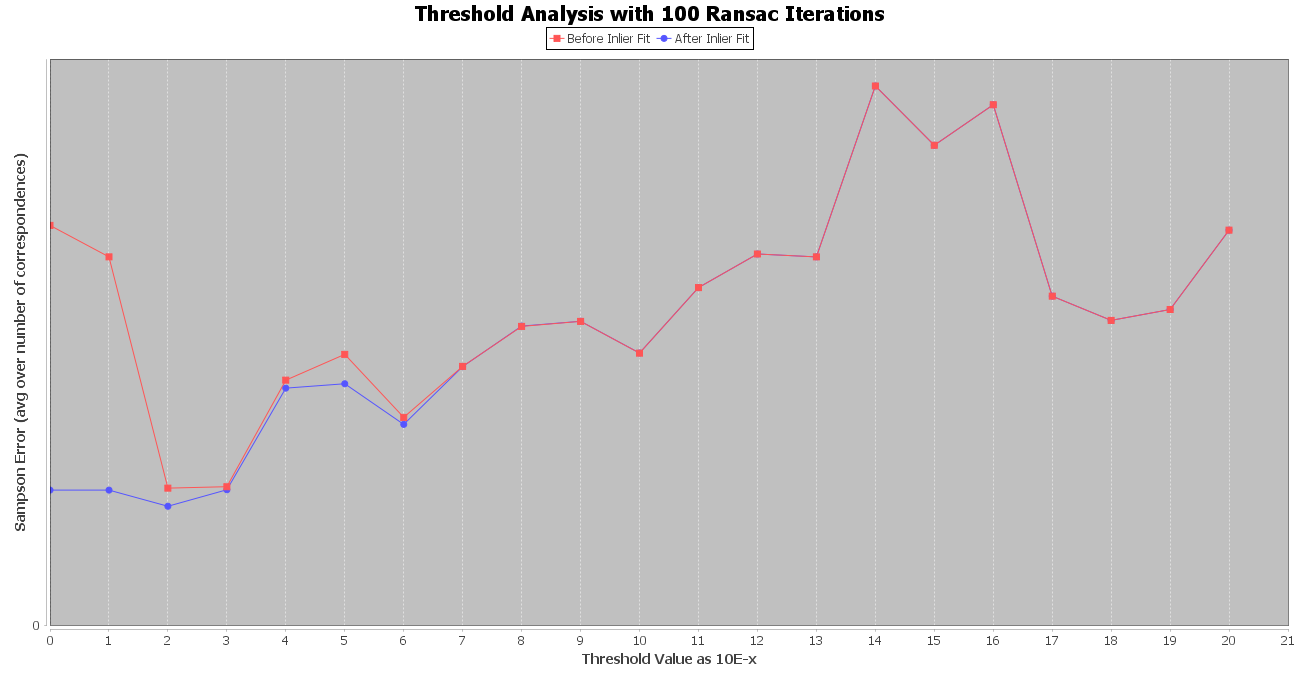 Threshold Analysis with 100 Ransac Iterations
Before Inlier Fit After Inlier Fit
Sampson Error (avg over number of correspondences)
0
0 1 2 3 4 5 6 7 8 9 10 11 12 13 14 15 16 17 18 19 20 21
Threshold Value as 10E-x